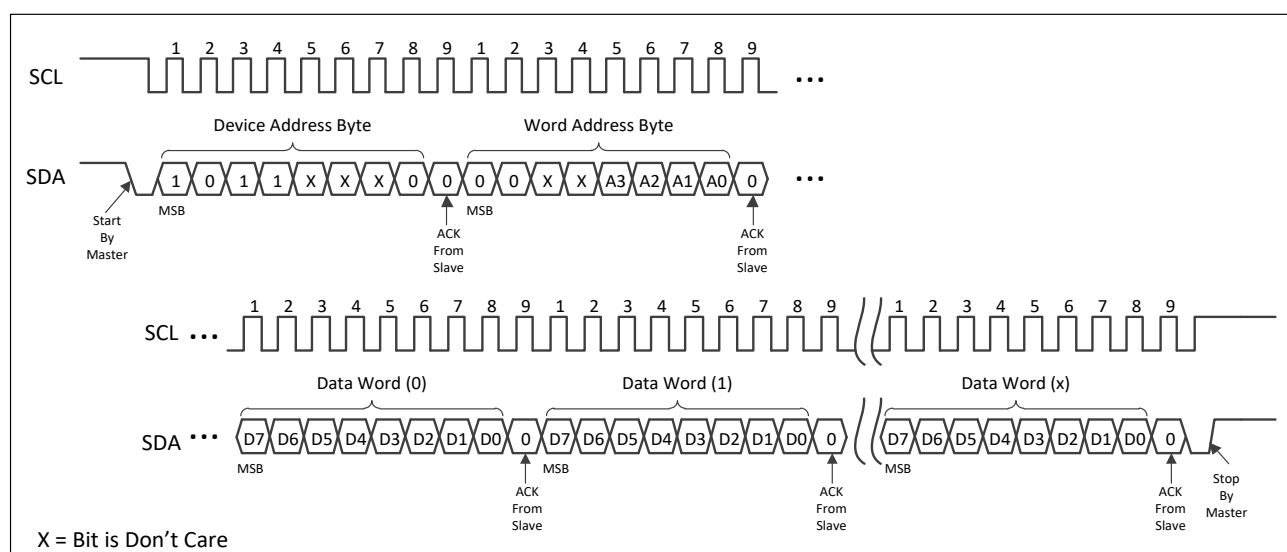 1 2 3 4 5 6 7 8 9 1 2 3 4 5 6 7 8 9
SCL ...
Device Address Byte Word Address Byte
SDA 1 0 1 1 X X X 0 0 0 0 X X A3 A2 A1 A0 0 ...
MSB MSB
Start
By
Master
ACK
From
Slave
ACK
From
Slave
1 2 3 4 5 6 7 8 9 1 2 3 4 5 6 7 8 9 1 2 3 4 5 6 7 8 9
SCL ...
Data Word (0) Data Word (1) Data Word (x)
SDA ... D7 D6 D5 D4 D3 D2 D1 D0 0 D7 D6 D5 D4 D3 D2 D1 D0 0 D7 D6 D5 D4 D3 D2 D1 D0 0
MSB MSB MSB
ACK
From
Slave
ACK
From
Slave
ACK
From
Slave
Stop
By
Master
X = Bit is Don’t Care